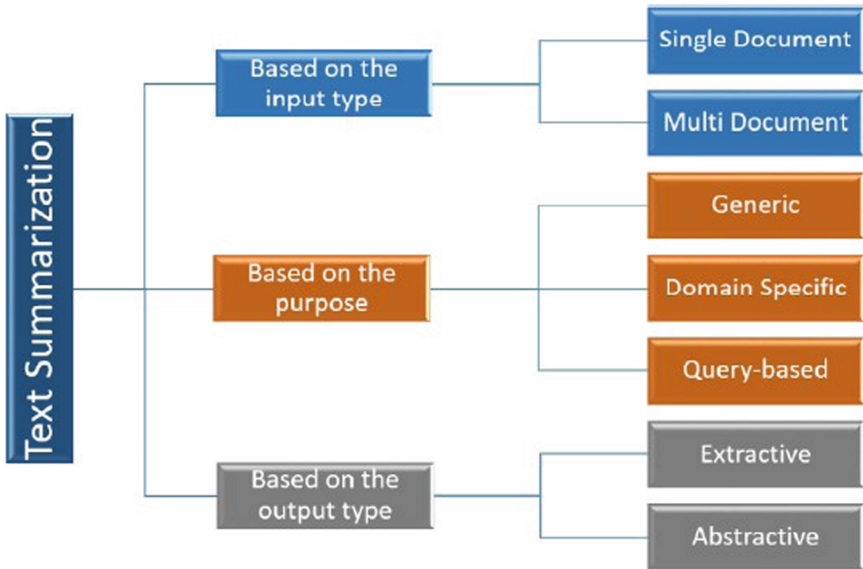 Text Summarization
Based on the
input type
Single Document
Multi Document
Based on the
purpose
Generic
Domain Specific
Query-based
Based on the
output type
Extractive
Abstractive